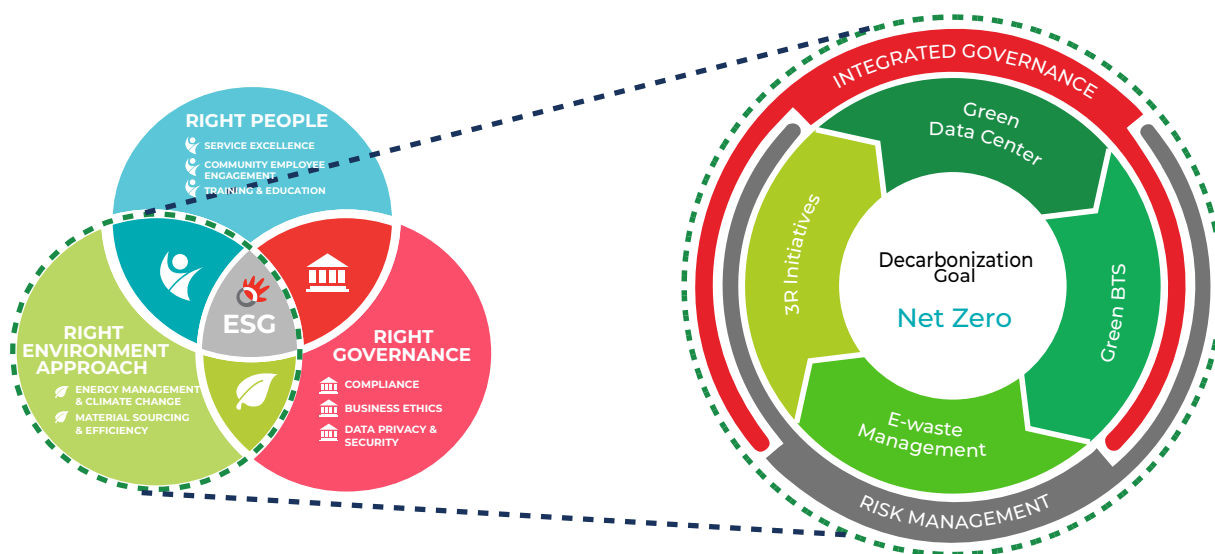 RIGHT PEOPLE
SERVICE EXCELLENCE
COMMUNITY EMPLOYEE
ENGAGEMENT
TRAINING & EDUCATION
ESG
RIGHT
ENVIRONMENT
APPROACH
ENERGY MANAGEMENT
& CLIMATE CHANGE
MATERIAL SOURCING
& EFFICIENCY
RIGHT
GOVERNANCE
COMPLIANCE
BUSINESS ETHICS
DATA PRIVACY &
SECURITY
INTEGRATED GOVERNANCE
Green
Data Center
Green BTS
E-waste
Management
3R Initiatives
Decarbonization
Goal
Net Zero
RISK MANAGEMENT